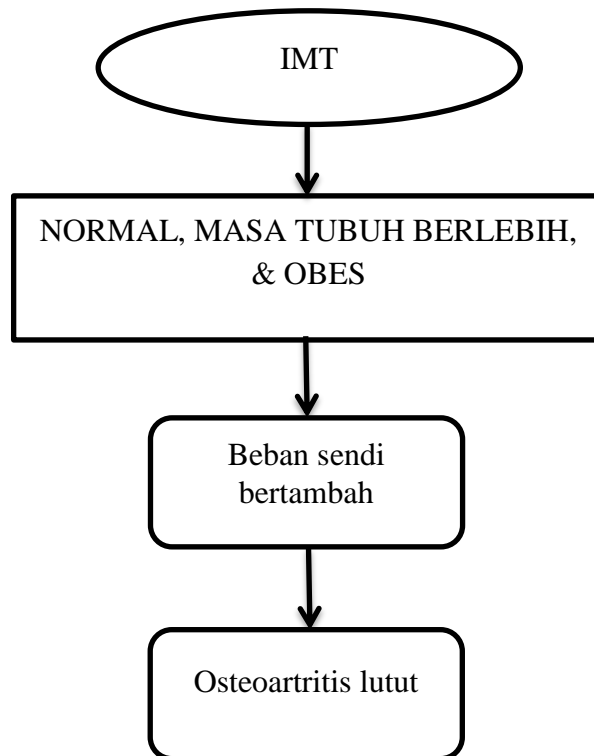 IMT
NORMAL, MASA TUBUH BERLEBIH,
& OBES
Beban sendi
bertambah
Osteoartritis lutut